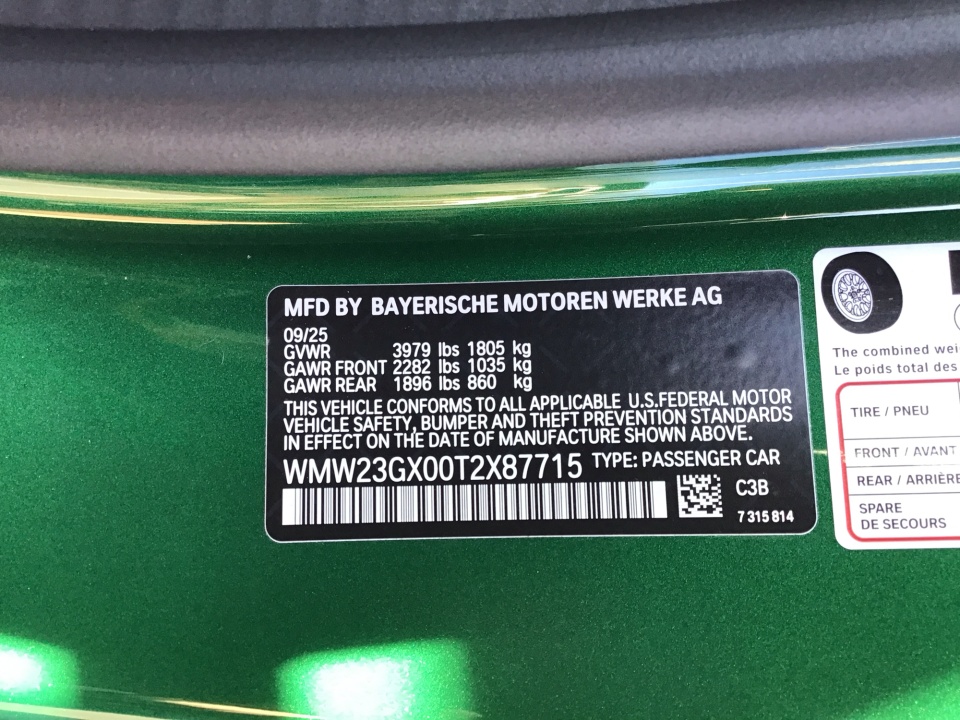 MFD BY BAYERISCHE MOTOREN WERKE AG
09/25
GVWR 3979 lbs 1805 kg
GAWR FRONT 2282 lbs 1035 kg
GAWR REAR 1896 lbs 860 kg
THIS VEHICLE CONFORMS TO ALL APPLICABLE U.S.FEDERAL MOTOR
VEHICLE SAFETY, BUMPER AND THEFT PREVENTION STANDARDS
IN EFFECT ON THE DATE OF MANUFACTURE SHOWN ABOVE.
WMW23GX00T2X87715 TYPE: PASSENGER CAR
C3B
7 315 814
The combined wei
Le poids total des
TIRE / PNEU
FRONT / AVANT
REAR / ARRIÈRE
SPARE
DE SECOURS